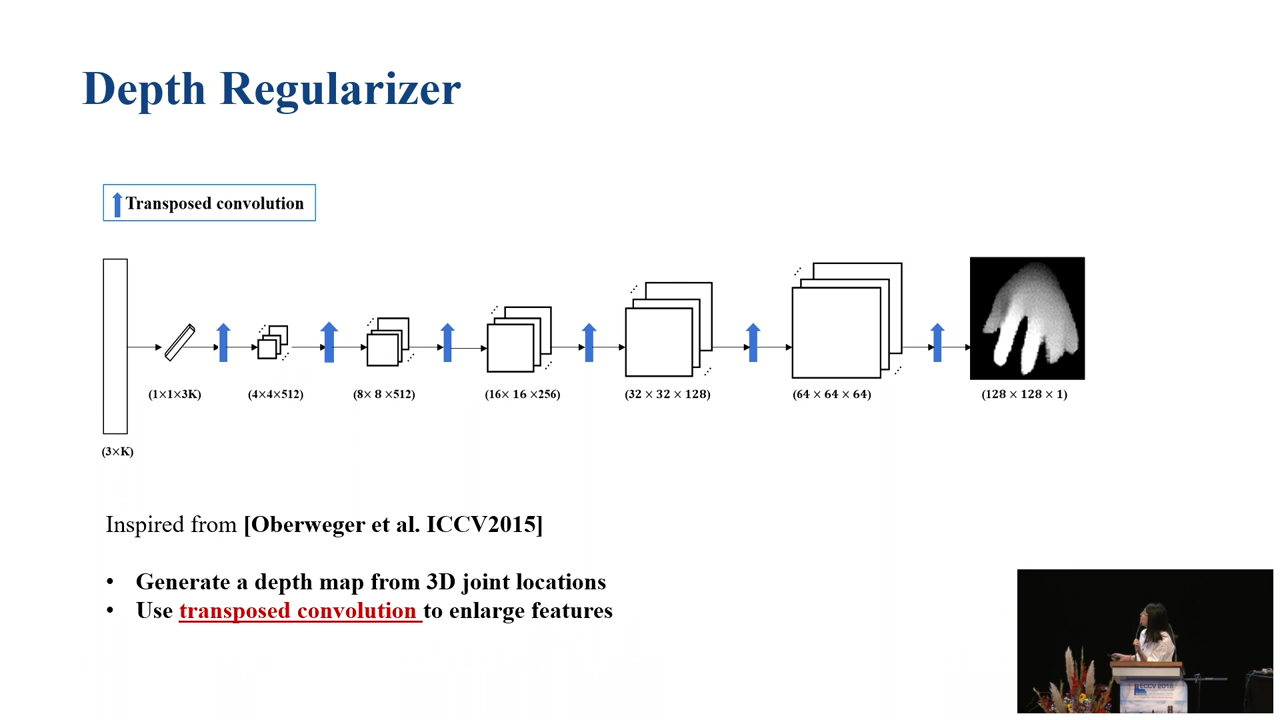 Depth Regularizer
Transposed convolution
(1×1×3K)
(4×4×512)
(8× 8 ×512)
(16× 16 ×256)
(32 × 32 × 128)
(64 × 64 × 64)
(128 × 128 × 1)
(3×K)
Inspired from [Oberweger et al. ICCV2015]
• Generate a depth map from 3D joint locations
• Use transposed convolution to enlarge features
ECCV 2018